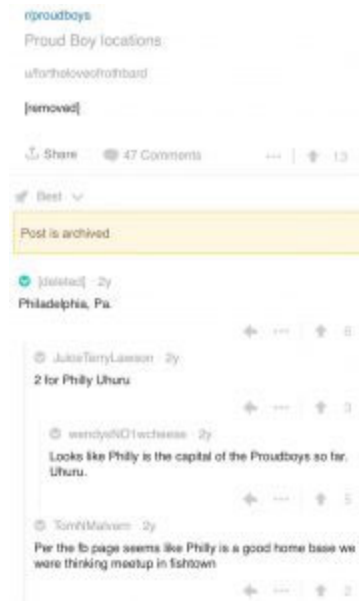 r/proudboys
Proud Boy locations
u/fortheloveofrothbard
[removed]
Share 47 Comments 13
Best
Post is archived
[deleted] · 2y
Philadelphia, Pa.
6
JuiceTerryLawson · 2y
2 for Philly Uhuru
3
2y
Looks like Philly is the capital of the Proudboys so far.
Uhuru.
5
TomNMalvern · 2y
Per the fb page seems like Philly is a good home base we
were thinking meetup in fishtown
2